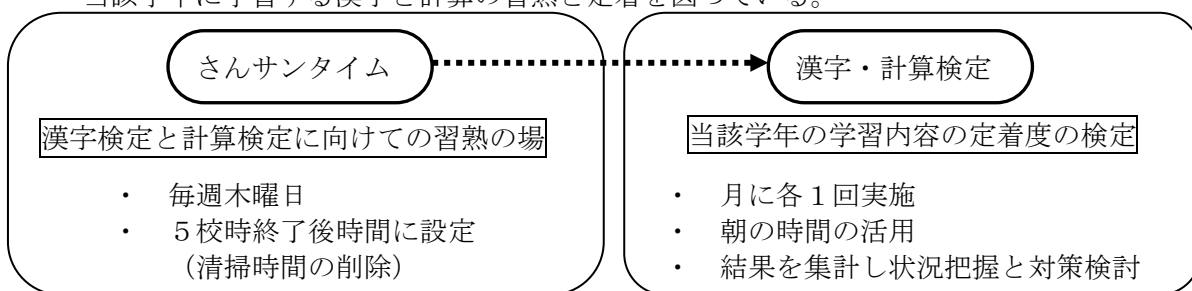 当該学年に学習する漢字と計算の習熟と定着を図っている。
さんサンタイム
漢字検定と計算検定に向けての習熟の場
・ 毎週木曜日
・ ５校時終了後時間に設定
（清掃時間の削除）
漢字・計算検定
当該学年の学習内容の定着度の検定
・ 月に各１回実施
・ 朝の時間の活用
・ 結果を集計し状況把握と対策検討